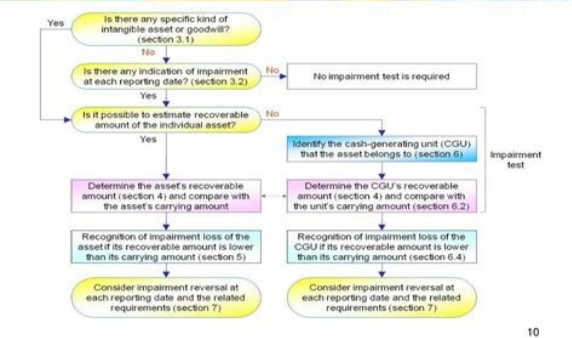 Yes
Is there any specific kind of
intangible asset or goodwill?
(section 3.1)
No
Is there any indication of impairment
at each reporting date? (section 3.2)
No
No impairment test is required
Yes
Is it possible to estimate recoverable
amount of the individual asset?
No
Yes
Identify the cash-generating unit (CGU)
that the asset belongs to (section 6)
Impairment
test
Determine the asset's recoverable
amount (section 4) and compare with
the asset's carrying amount
Determine the CGU's recoverable
amount (section 4) and compare with
the unit's carrying amount (section 6.2)
Recognition of impairment loss of the
asset if its recoverable amount is lower
than its carrying amount (section 5)
Recognition of impairment loss of the
CGU if its recoverable amount is lower
than its carrying amount (section 6.4)
Consider impairment reversal at
each reporting date and the related
requirements (section 7)
Consider impairment reversal at
each reporting date and the related
requirements (section 7)
10